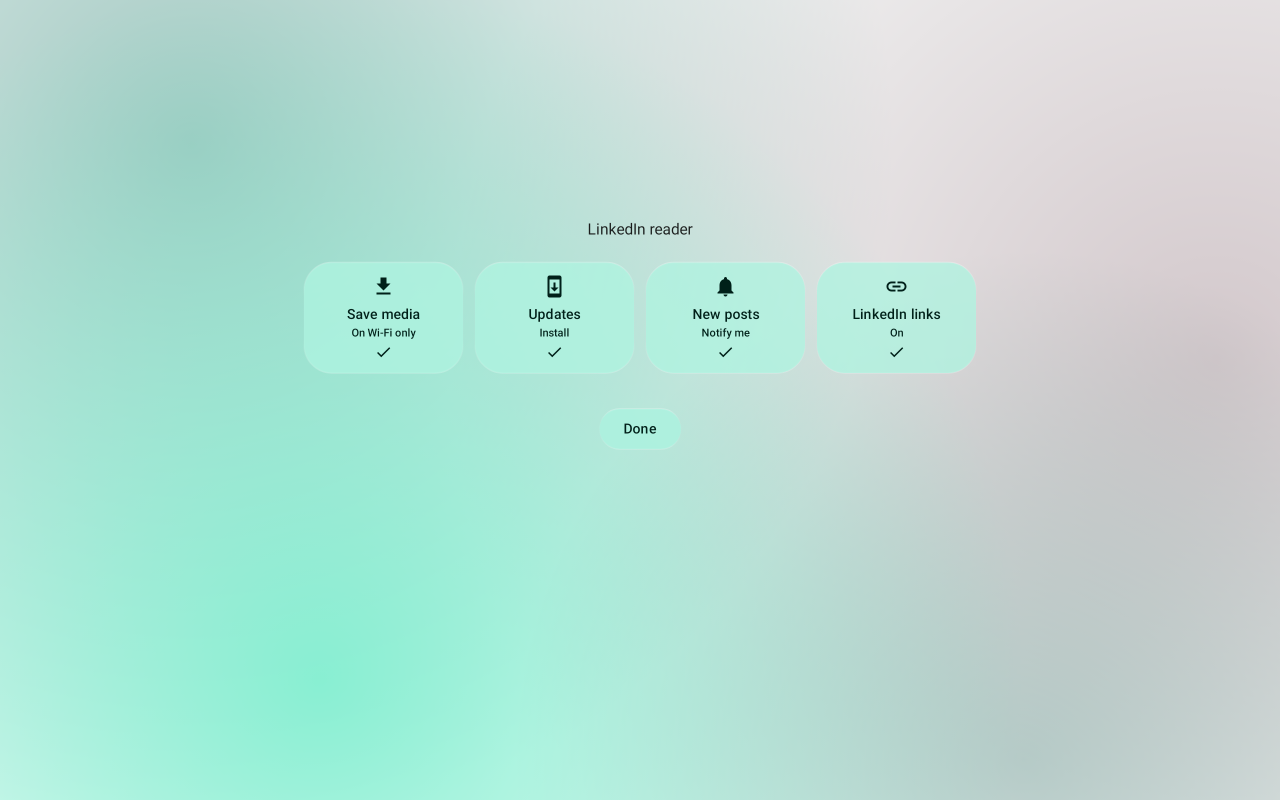 LinkedIn reader
Save media
On Wi-Fi only
Updates
Install
New posts
Notify me
LinkedIn links
On
Done